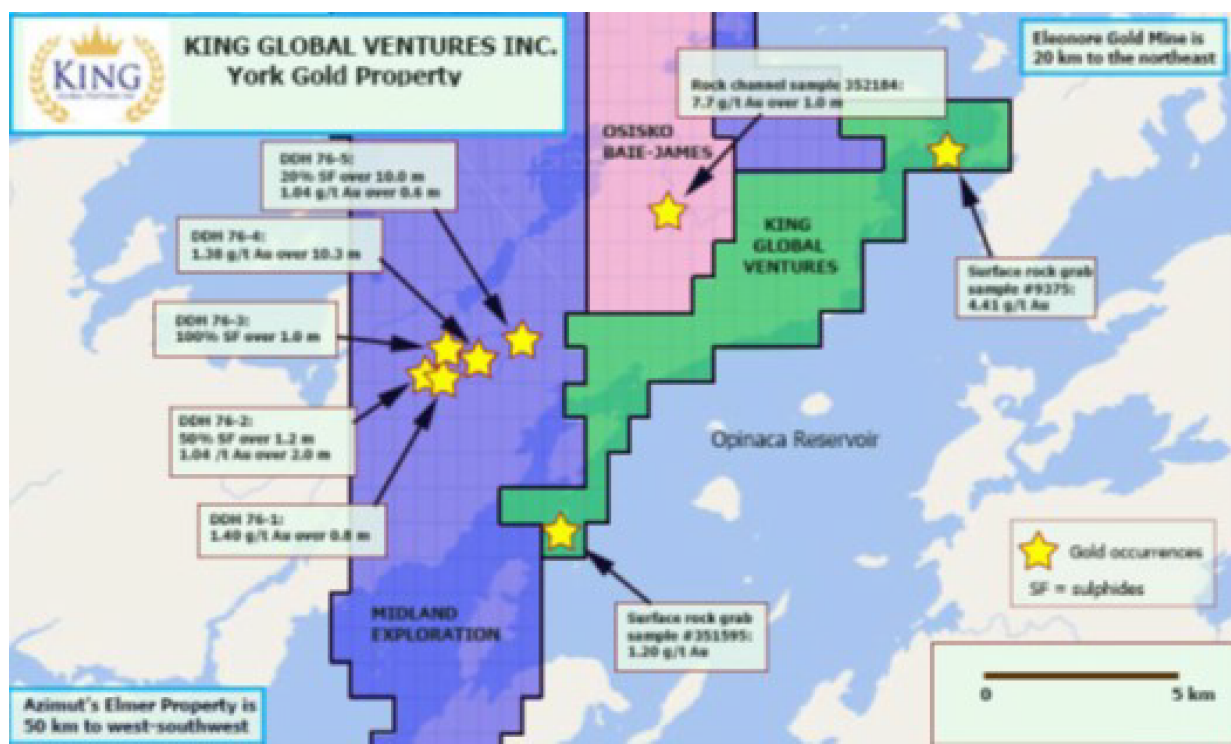 KING
KING GLOBAL VENTURES INC.
York Gold Property
Eleonore Gold Mine is
20 km to the northeast
Rock channel sample 352184:
7.7 g/t Au over 1.0 m
OSISKO
BAIE-JAMES
DDH 76-5:
20% SF over 10.0 m
1.04 g/t Au over 0.6 m
DDH 76-4:
1.38 g/t Au over 10.3 m
KING
GLOBAL
VENTURES
Surface rock grab
sample #9375:
4.41 g/t Au
DDH 76-3:
100% SF over 1.0 m
DDH 76-2:
50% SF over 1.2 m
1.04 /t Au over 2.0 m
Opinaca Reservoir
DDH 76-1:
1.40 g/t Au over 0.8 m
Gold occurrences
SF = sulphides
MIDLAND
EXPLORATION
Surface rock grab
sample #351595:
1.20 g/t Au
Azimut's Elmer Property is
50 km to west-southwest
0 5 km